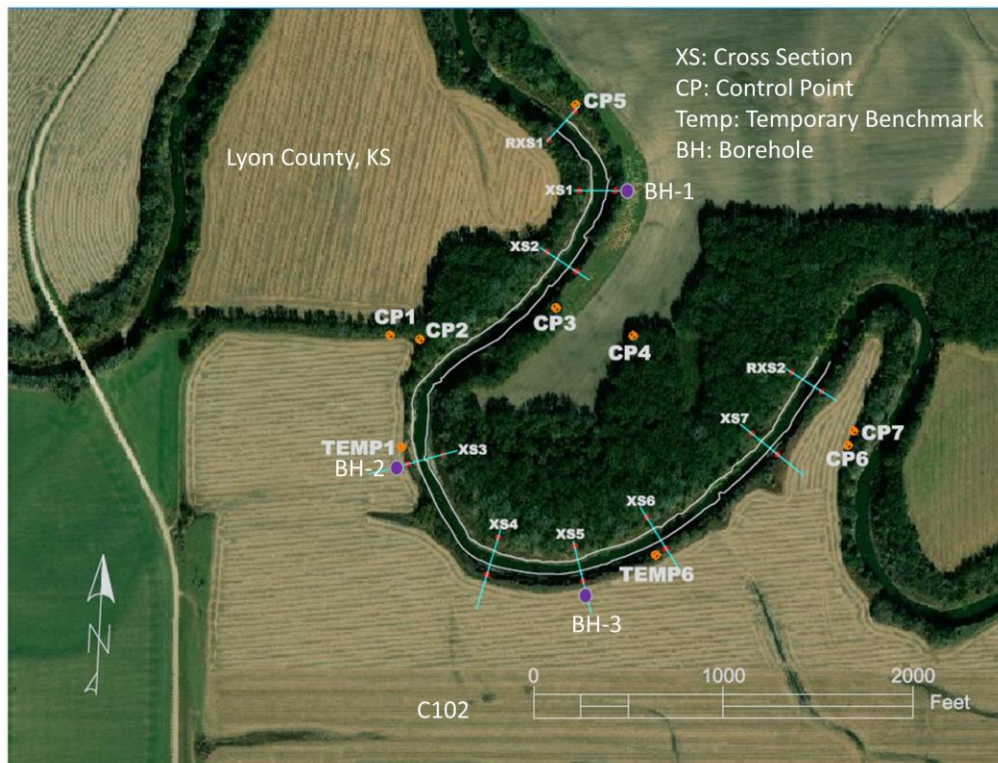 XS: Cross Section
CP: Control Point
Temp: Temporary Benchmark
BH: Borehole
CP5
RXS1
Lyon County, KS
XS1
BH-1
XS2
CP3
CP1
CP2
CP4
RXS2
XS7
CP7
CP6
TEMP1
XS3
BH-2
XS6
XS4
XS5
TEMP6
BH-3
N
0 1000 2000
Feet
C102